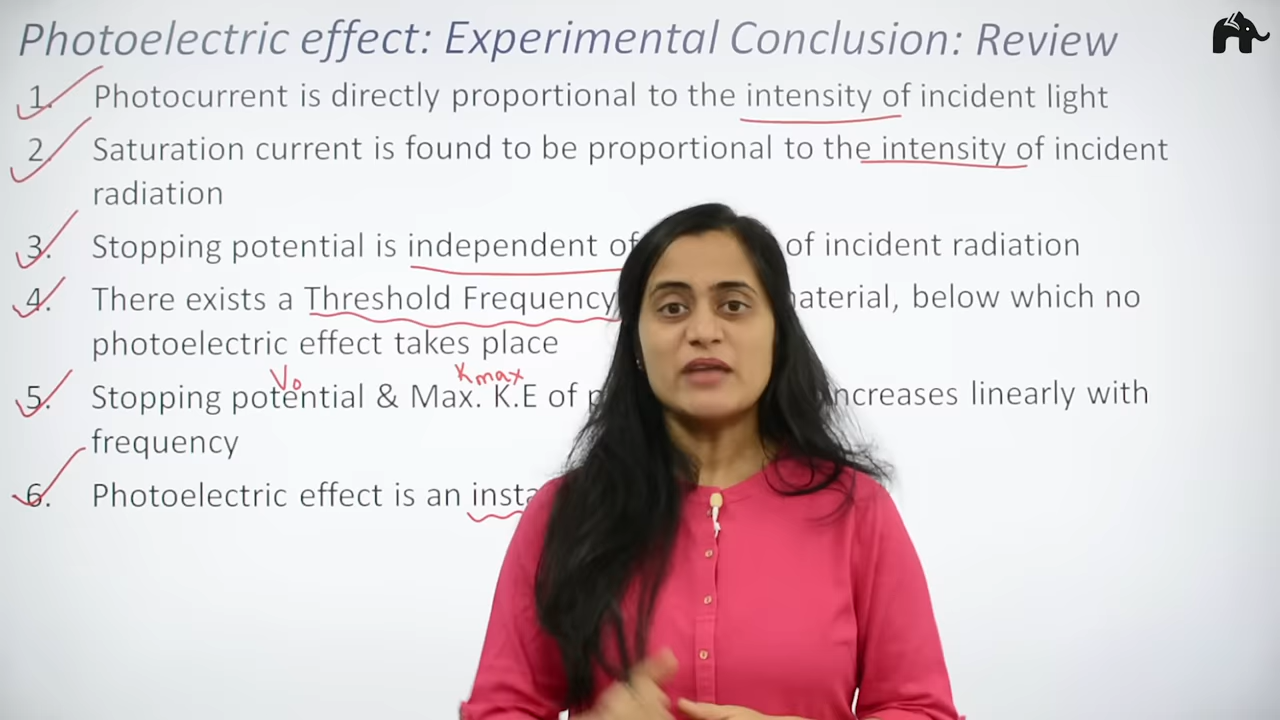 Photoelectric effect: Experimental Conclusion: Review
1. Photocurrent is directly proportional to the intensity of incident light
2. Saturation current is found to be proportional to the intensity of incident
radiation
3. Stopping potential is independent of of incident radiation
4. There exists a Threshold Frequency material, below which no
photoelectric effect takes place
V₀ Kmax
5. Stopping potential & Max. K.E of increases linearly with
frequency
6. Photoelectric effect is an